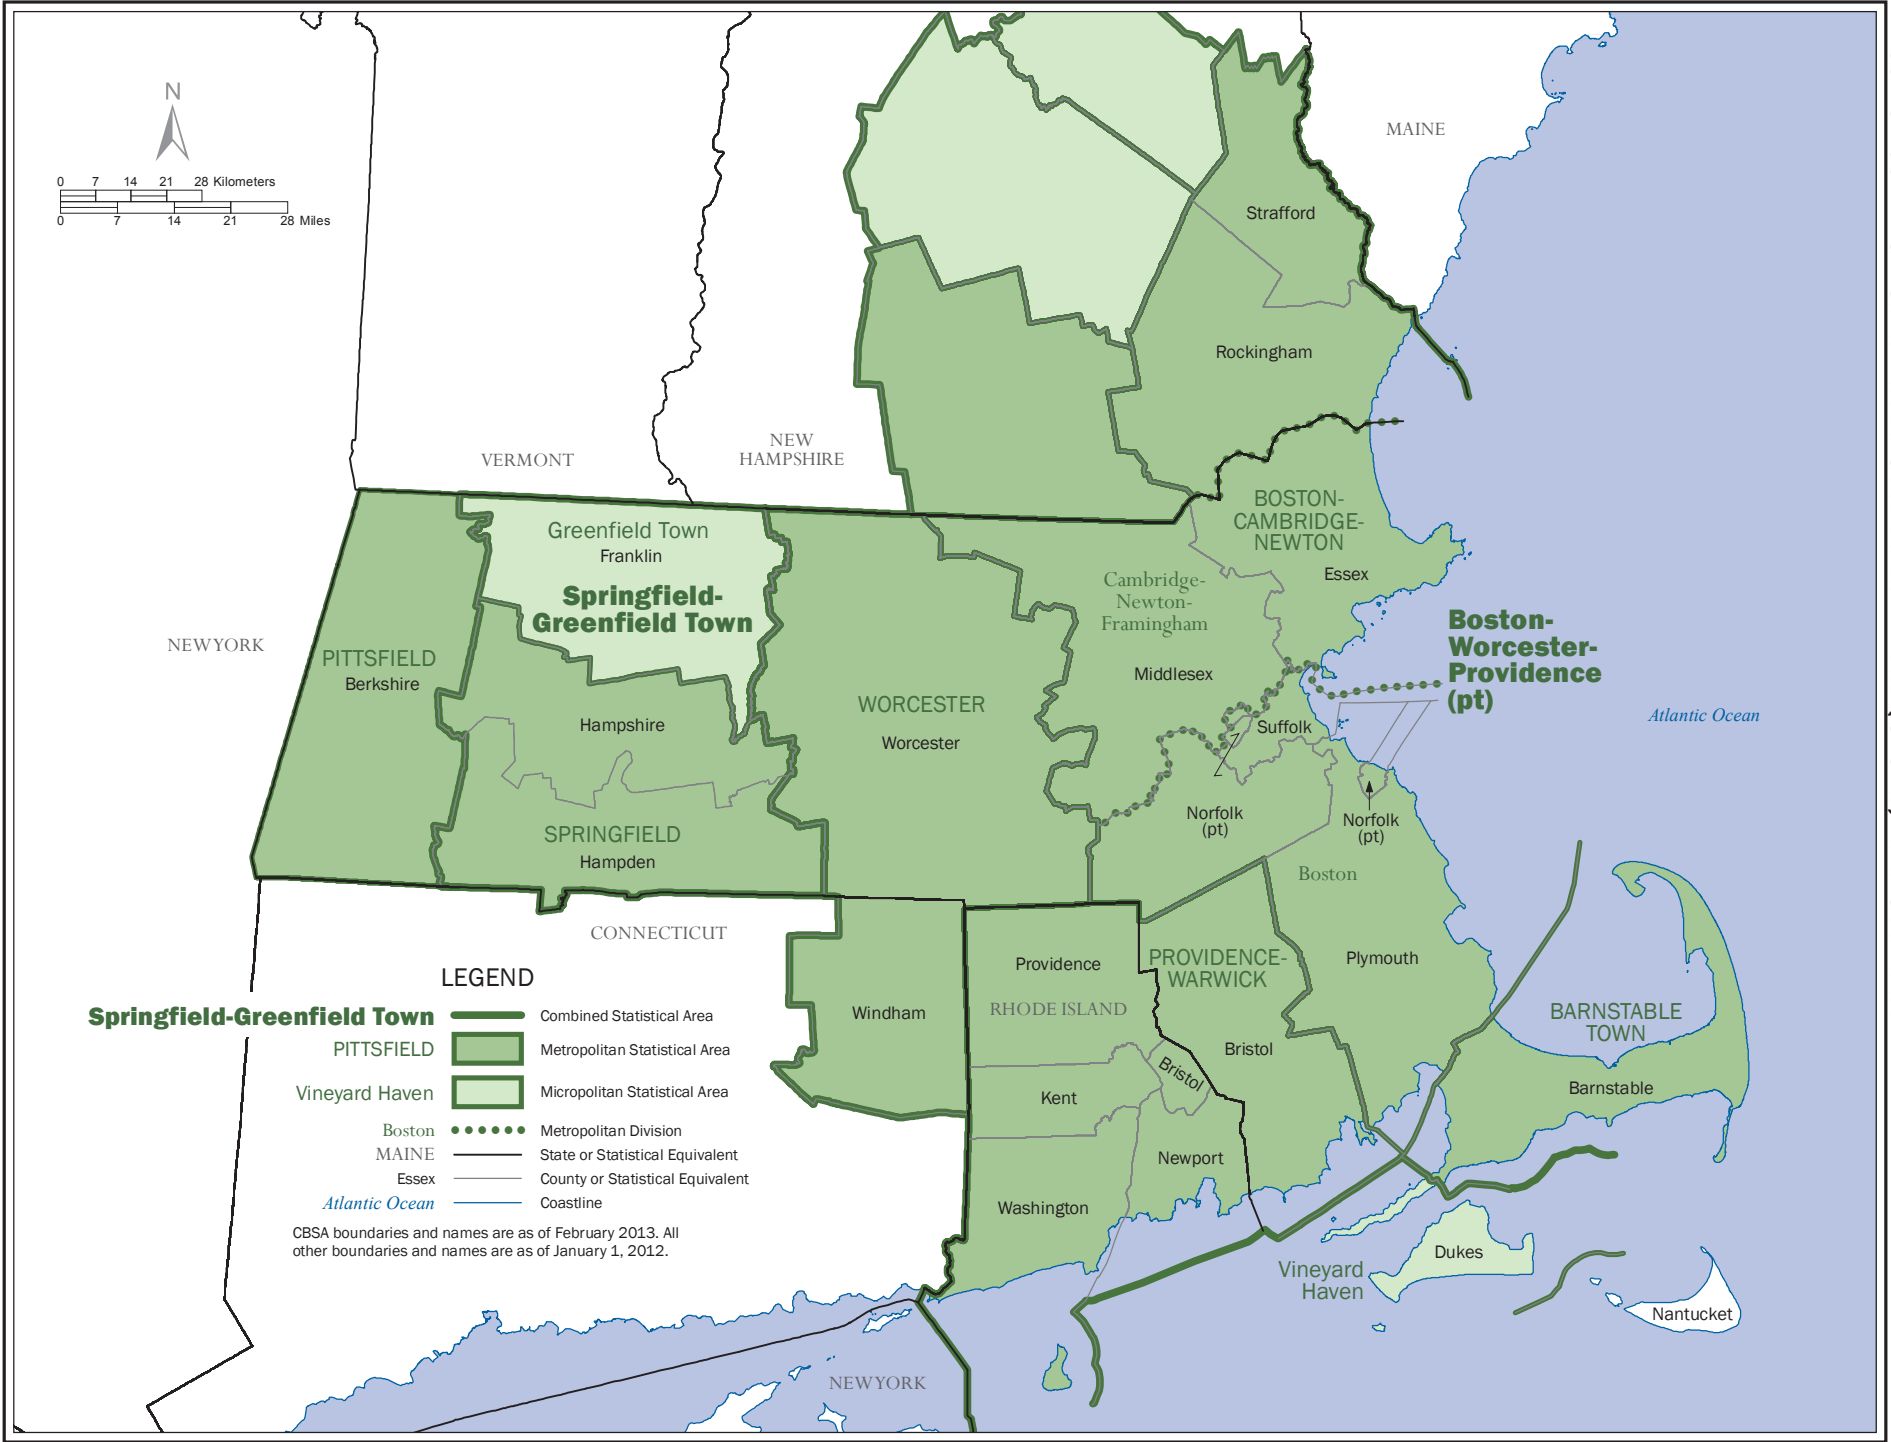 N
0 7 14 21 28 Kilometers
0 7 14 21 28 Miles
MAINE
Strafford
Rockingham
VERMONT
NEW
HAMPSHIRE
BOSTON-
CAMBRIDGE-
NEWTON
Essex
Greenfield Town
Franklin
Springfield-
Greenfield Town
Cambridge-
Newton-
Framingham
Middlesex
NEW YORK
PITTSFIELD
Berkshire
Boston-
Worcester-
Providence
(pt)
Atlantic Ocean
WORCESTER
Worcester
Hampshire
Suffolk
Norfolk
(pt)
Norfolk
(pt)
SPRINGFIELD
Hampden
Boston
CONNECTICUT
Providence
PROVIDENCE-
WARWICK
Plymouth
RHODE ISLAND
Windham
BARNSTABLE
TOWN
Bristol
Bristol
Barnstable
Kent
Newport
Washington
Dukes
Vineyard
Haven
Nantucket
NEW YORK
LEGEND
Springfield-Greenfield Town Combined Statistical Area
PITTSFIELD Metropolitan Statistical Area
Vineyard Haven Micropolitan Statistical Area
Boston Metropolitan Division
MAINE State or Statistical Equivalent
Essex County or Statistical Equivalent
Atlantic Ocean Coastline
CBSA boundaries and names are as of February 2013. All
other boundaries and names are as of January 1, 2012.